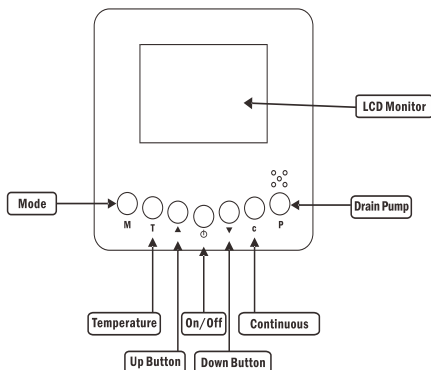 LCD Monitor
Mode
Drain Pump
M T ▲ ▼ c P
Temperature
On/Off
Continuous
Up Button
Down Button